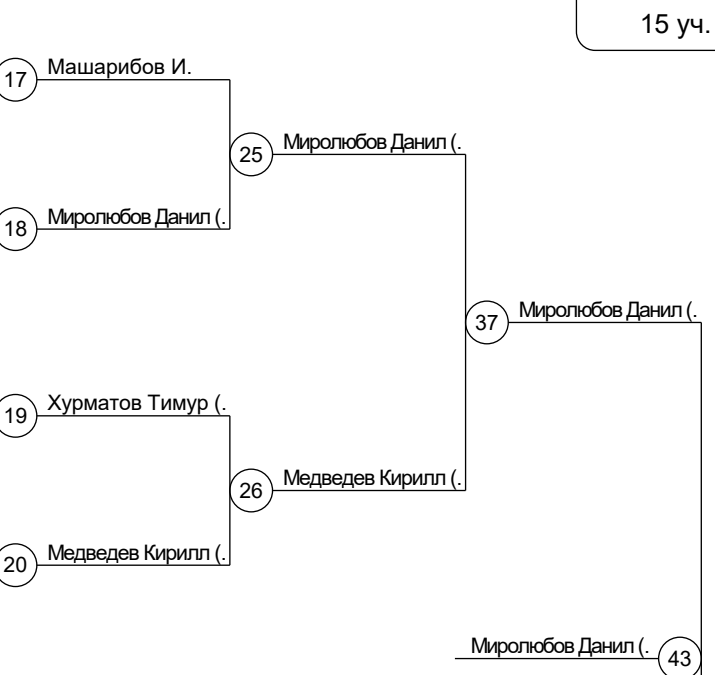 15 уч.
17 Машарибов И.
25 Миролюбов Данил (.
18 Миролюбов Данил (.
37 Миролюбов Данил (.
19 Хурматов Тимур (.
26 Медведев Кирилл (.
20 Медведев Кирилл (.
Миролюбов Данил (. 43